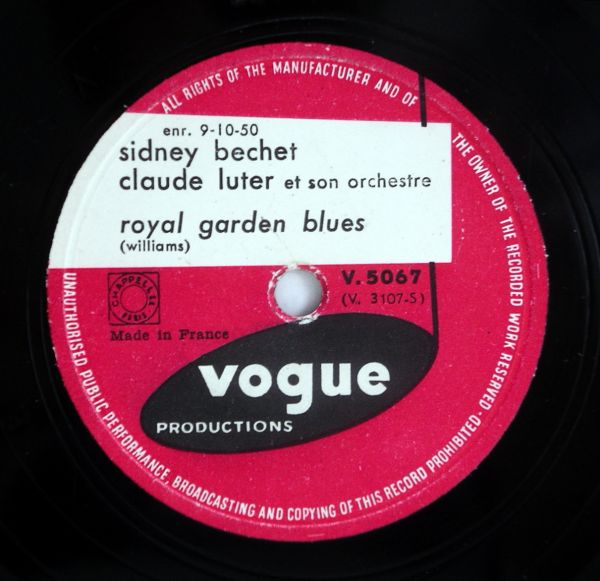 ALL RIGHTS OF THE MANUFACTURER AND OF THE OWNER OF THE RECORDED WORK RESERVED. UNAUTHORISED PUBLIC PERFORMANCE, BROADCASTING AND COPYING OF THIS RECORD PROHIBITED.
enr. 9-10-50
sidney bechet
claude luter et son orchestre
royal garden blues
(williams)
CHAPPELLE
V. 5067
(V. 3107-S)
Made in France
vogue
PRODUCTIONS